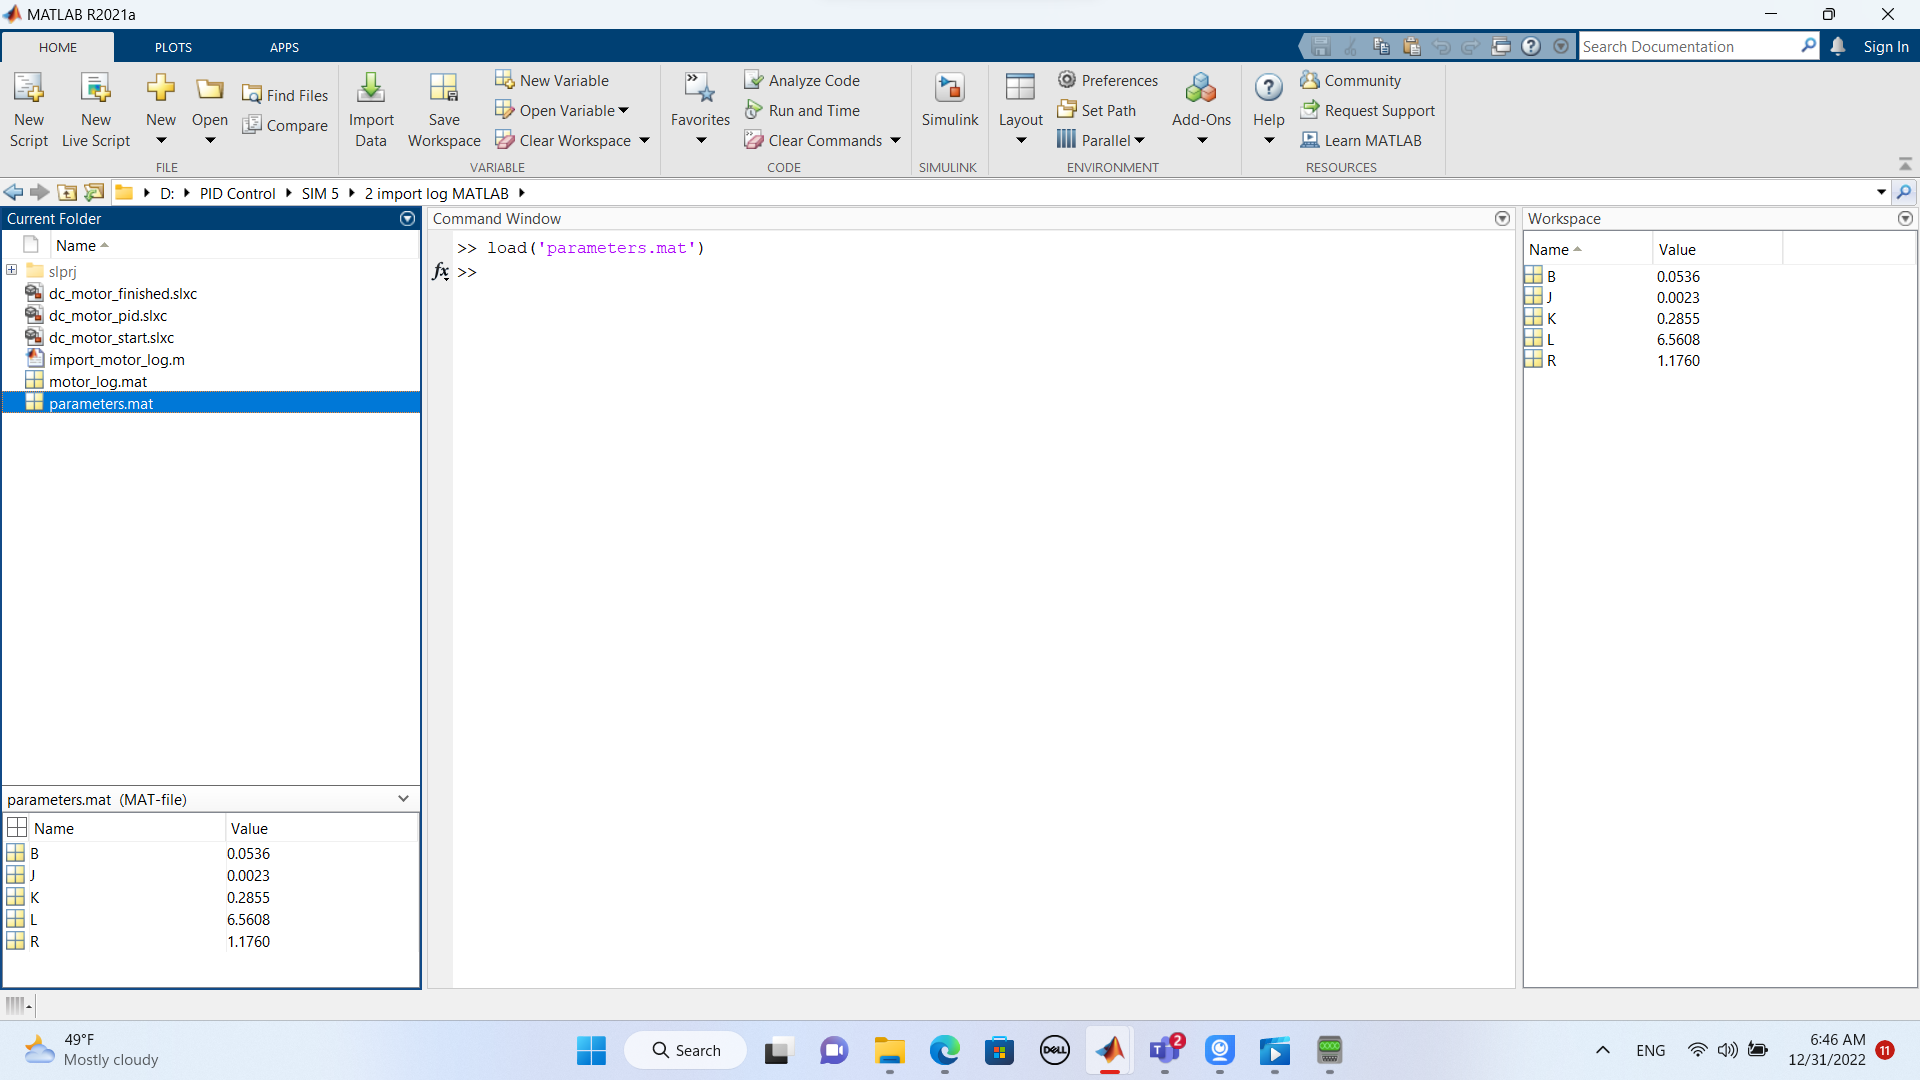 MATLAB R2021a
HOME PLOTS APPS
Search Documentation Sign In
New Script
New Live Script
New
Open
Find Files
Compare
FILE
Import Data
Save Workspace
New Variable
Open Variable
Clear Workspace
VARIABLE
Favorites
Analyze Code
Run and Time
Clear Commands
CODE
Simulink
SIMULINK
Layout
Preferences
Set Path
Parallel
Add-Ons
ENVIRONMENT
Help
Community
Request Support
Learn MATLAB
RESOURCES
D: PID Control SIM 5 2 import log MATLAB
Current Folder
Name
slprj
dc_motor_finished.slxc
dc_motor_pid.slxc
dc_motor_start.slxc
import_motor_log.m
motor_log.mat
parameters.mat
parameters.mat (MAT-file)
Name Value
B 0.0536
J 0.0023
K 0.2855
L 6.5608
R 1.1760
Command Window
>> load('parameters.mat')
fx >>
Workspace
Name Value
B 0.0536
J 0.0023
K 0.2855
L 6.5608
R 1.1760
49°F
Mostly cloudy
Search
DELL
2
ENG
6:46 AM
12/31/2022
11